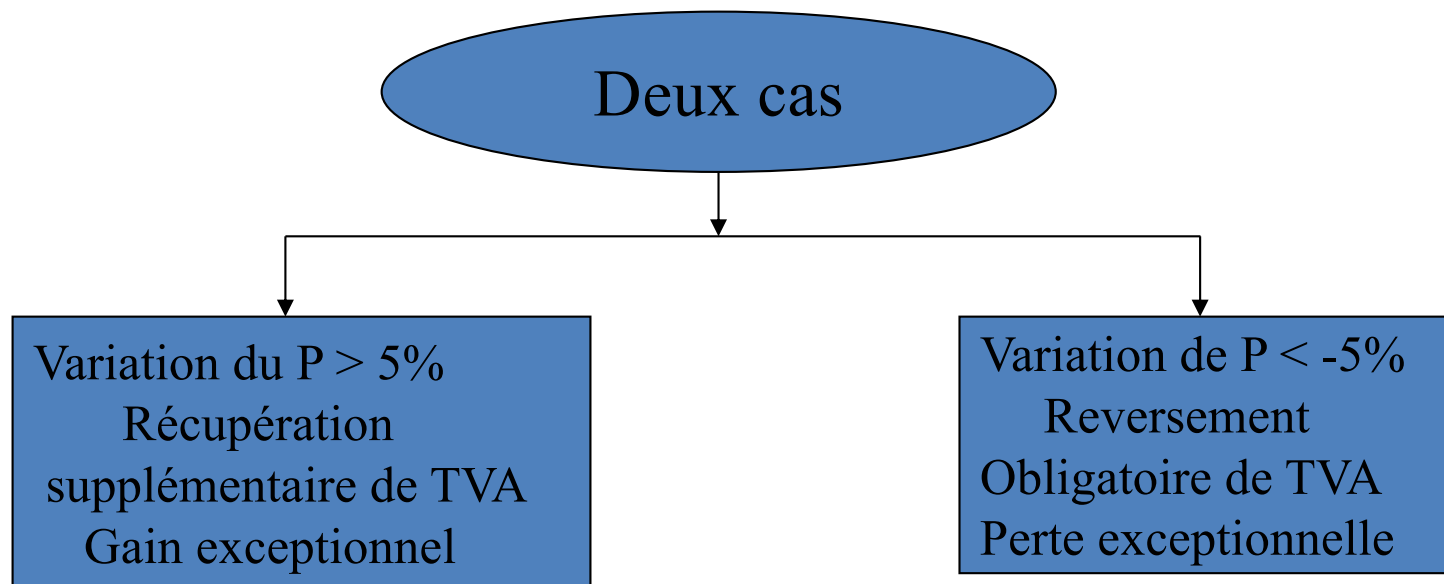 Deux cas
Variation du P > 5%
Récupération
supplémentaire de TVA
Gain exceptionnel
Variation de P < -5%
Reversement
Obligatoire de TVA
Perte exceptionnelle